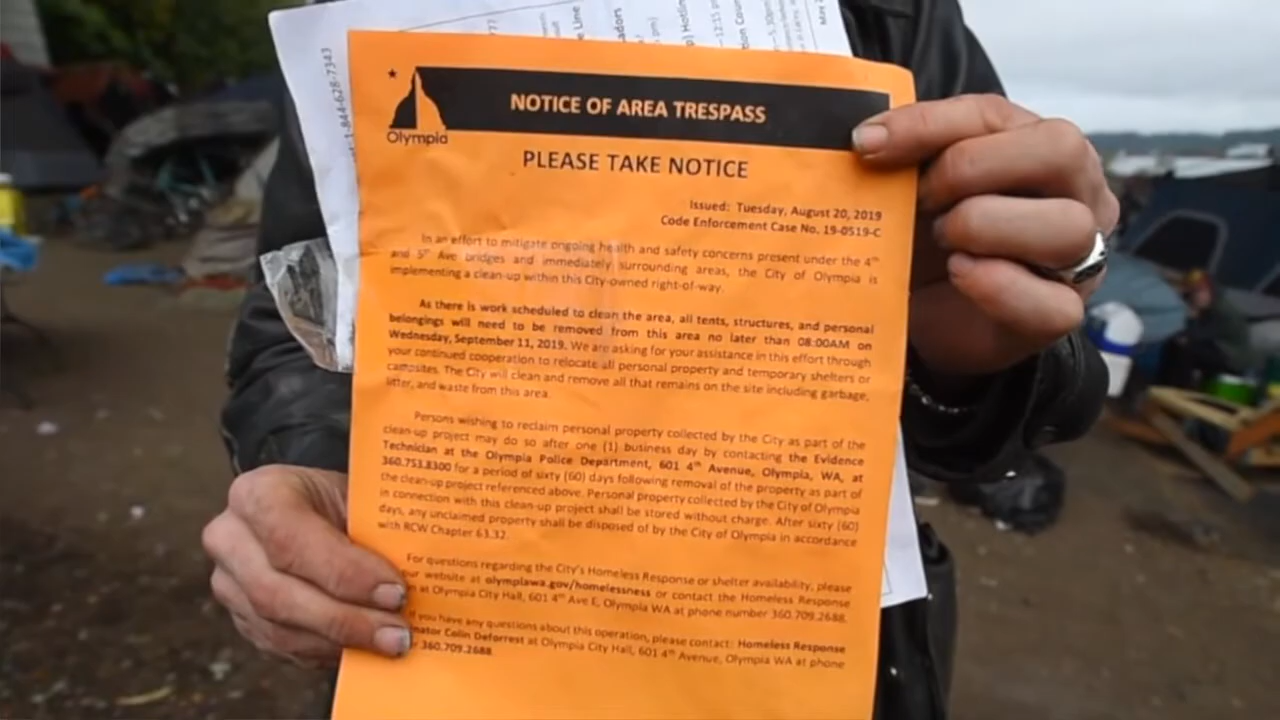 1-844-628-7343
Olympia
NOTICE OF AREA TRESPASS
PLEASE TAKE NOTICE
Issued: Tuesday, August 20, 2019
Code Enforcement Case No. 19-0519-C
In an effort to mitigate ongoing health and safety concerns present under the 4th
and 5th Ave bridges and immediately surrounding areas, the City of Olympia is
implementing a clean-up within this City-owned right-of-way.
As there is work scheduled to clean the area, all tents, structures, and personal
belongings will need to be removed from this area no later than 08:00AM on
Wednesday, September 11, 2019. We are asking for your assistance in this effort through
your continued cooperation to relocate all personal property and temporary shelters or
campsites. The City will clean and remove all that remains on the site including garbage,
litter, and waste from this area.
Persons wishing to reclaim personal property collected by the City as part of the
clean-up project may do so after one (1) business day by contacting the Evidence
Technician at the Olympia Police Department, 601 4th Avenue, Olympia, WA, at
360.753.8300 for a period of sixty (60) days following removal of the property as part of
the clean-up project referenced above. Personal property collected by the City of Olympia
in connection with this clean-up project shall be stored without charge. After sixty (60)
days, any unclaimed property shall be disposed of by the City of Olympia in accordance
with RCW Chapter 63.32.
For questions regarding the City's Homeless Response or shelter availability, please
our website at olympiawa.gov/homelessness or contact the Homeless Response
at Olympia City Hall, 601 4th Ave E, Olympia WA at phone number 360.709.2688.
you have any questions about this operation, please contact: Homeless Response
nator Colin Deforrest at Olympia City Hall, 601 4th Avenue, Olympia WA at phone
360.709.2688